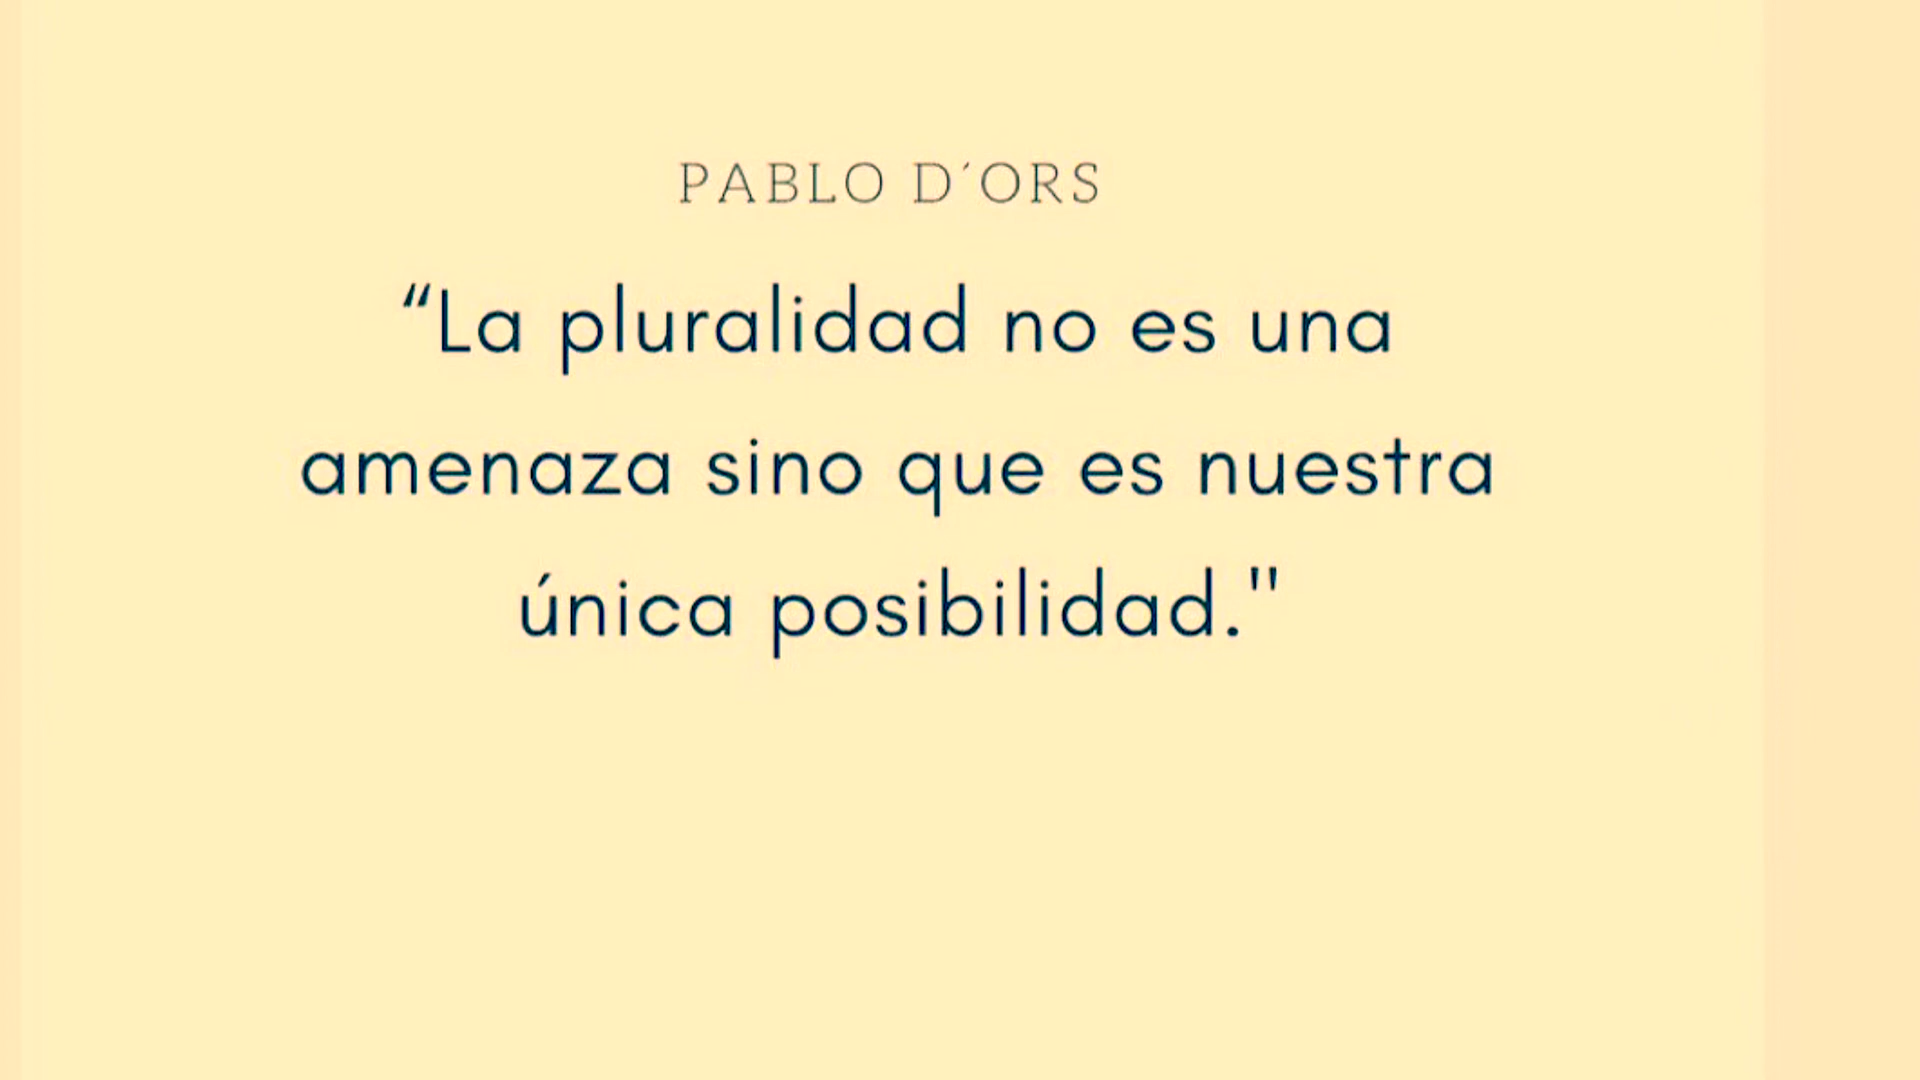 PABLO D´ORS
“La pluralidad no es una
amenaza sino que es nuestra
única posibilidad."